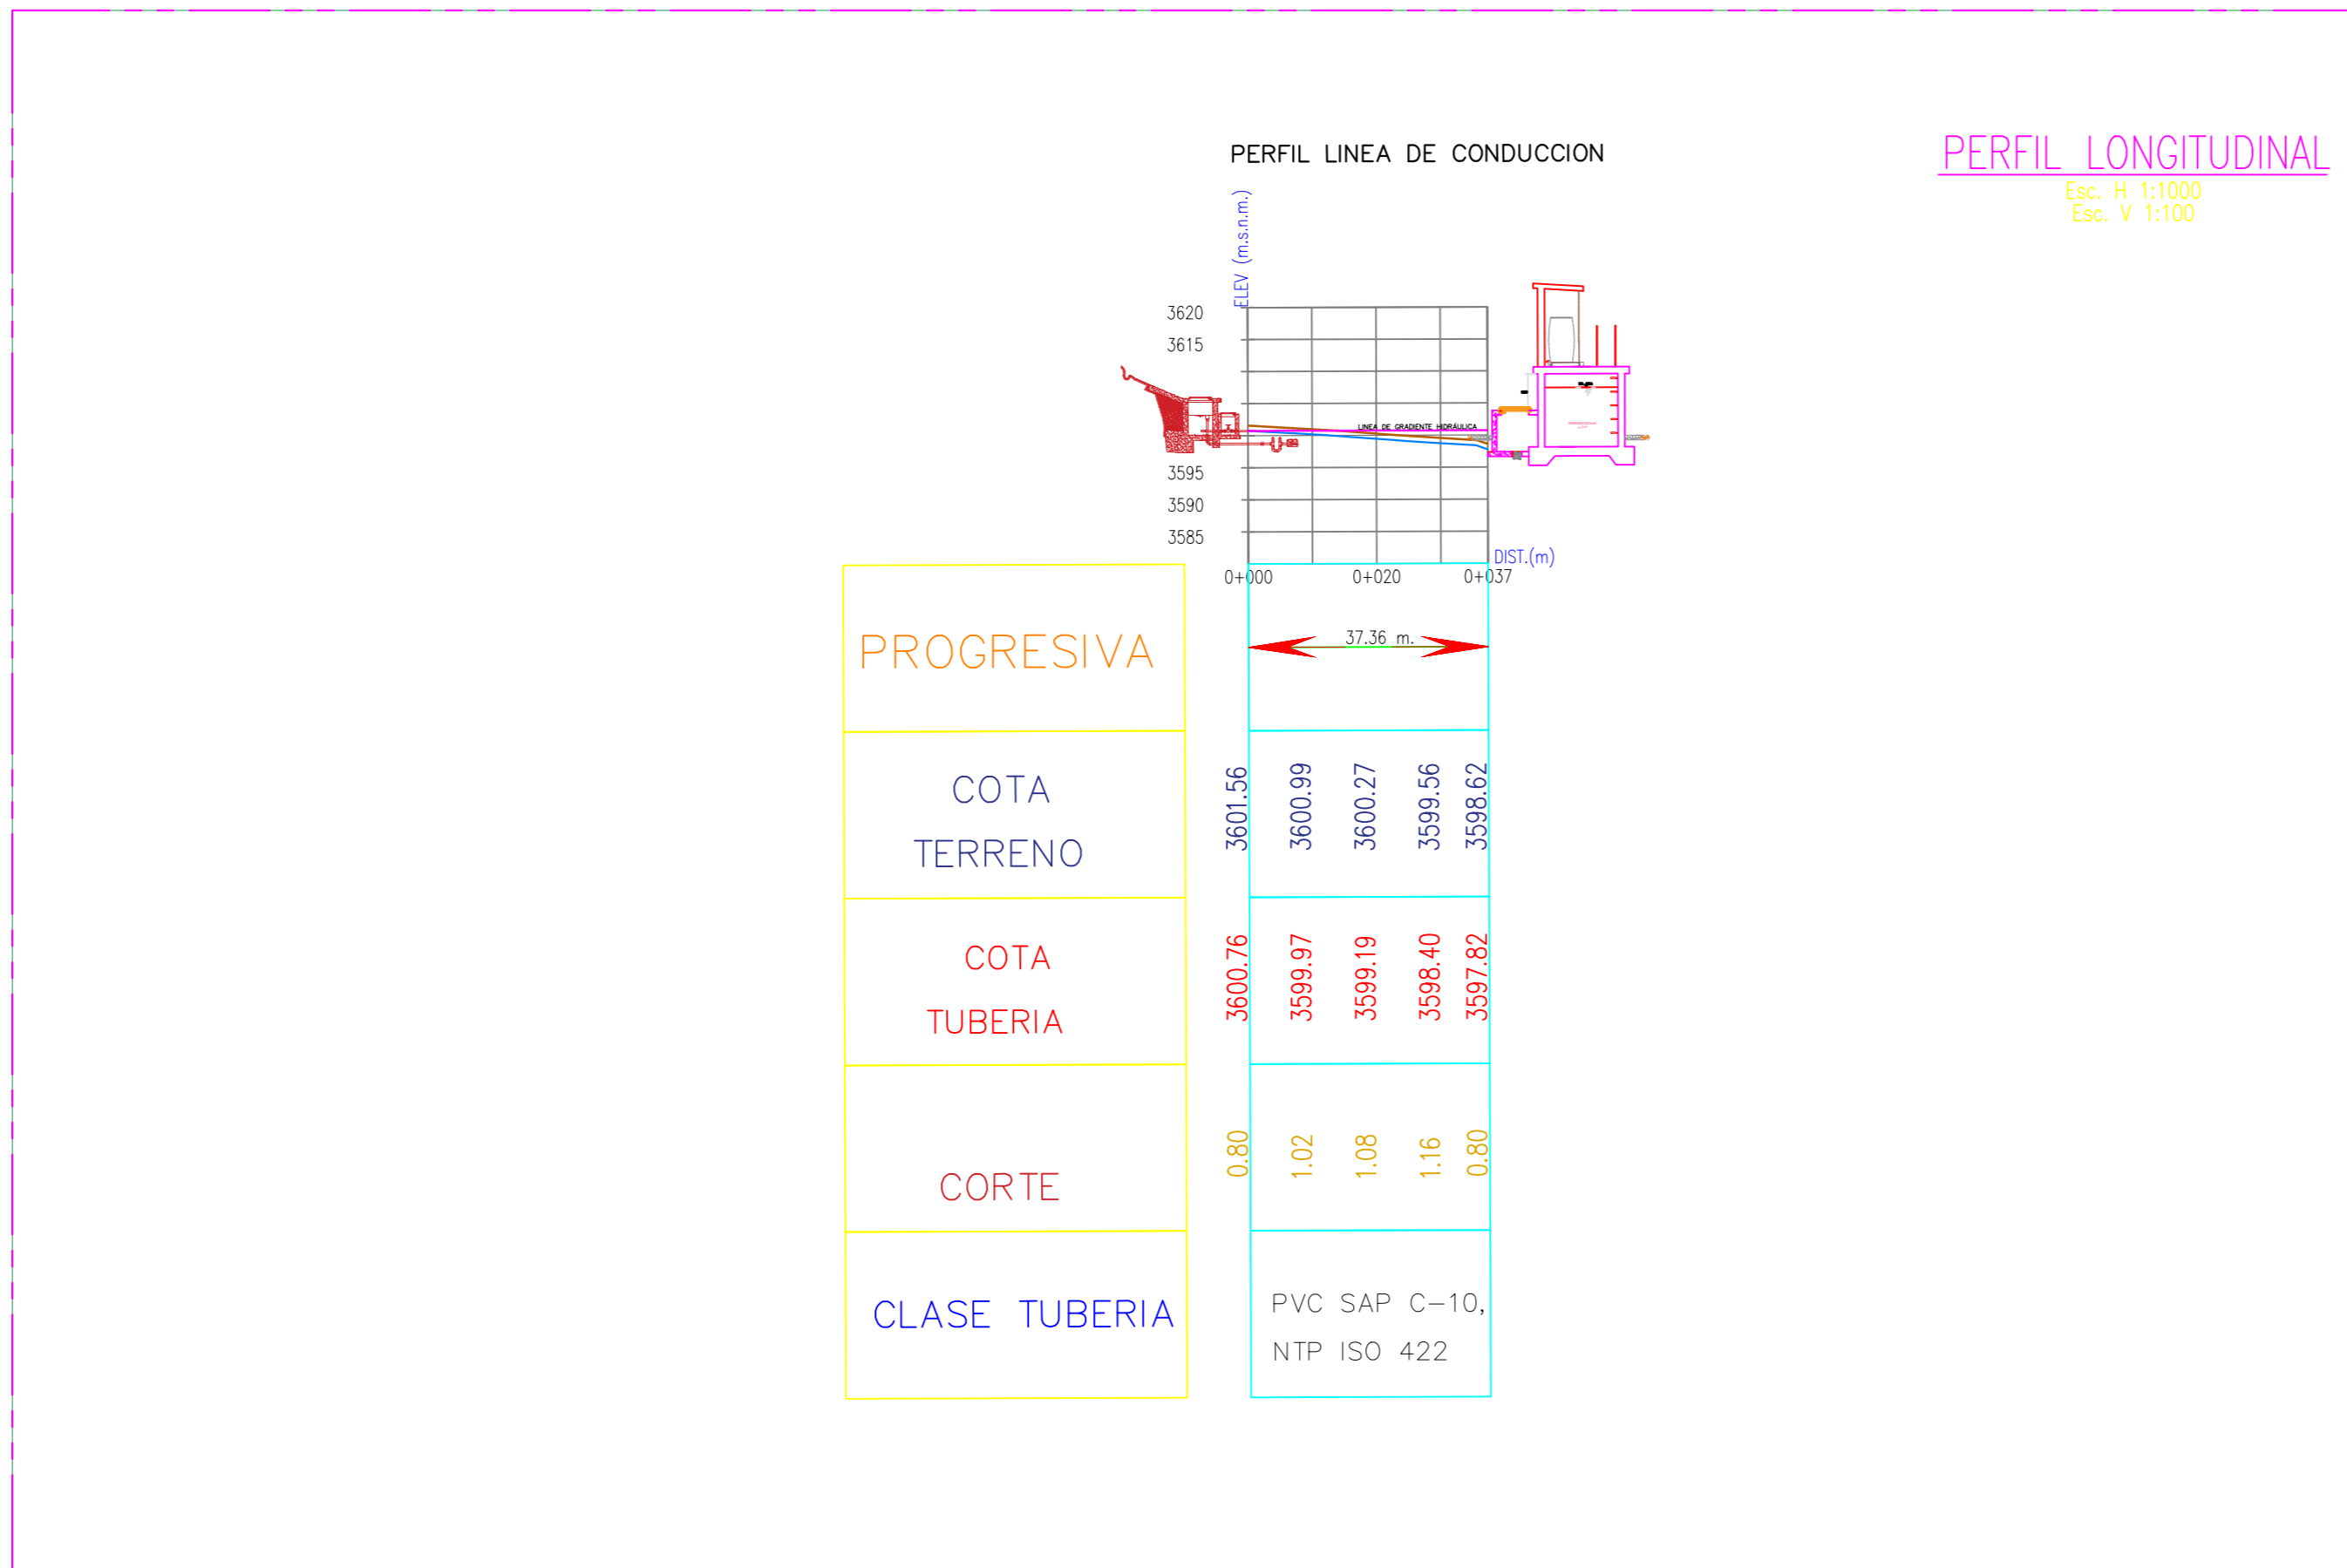 PERFIL LINEA DE CONDUCCION
PERFIL LONGITUDINAL
Esc. H 1:1000
Esc. V 1:100
ELEV (m.s.n.m.)
3620
3615
LINEA DE GRADIENTE HIDRÁULICA
3595
3590
3585
DIST.(m)
0+000 0+020 0+037
PROGRESIVA
37.36 m.
COTA
TERRENO
3601.56 3600.99 3600.27 3599.56 3598.62
COTA
TUBERIA
3600.76 3599.97 3599.19 3598.40 3597.82
CORTE
0.80 1.02 1.08 1.16 0.80
CLASE TUBERIA
PVC SAP C-10,
NTP ISO 422